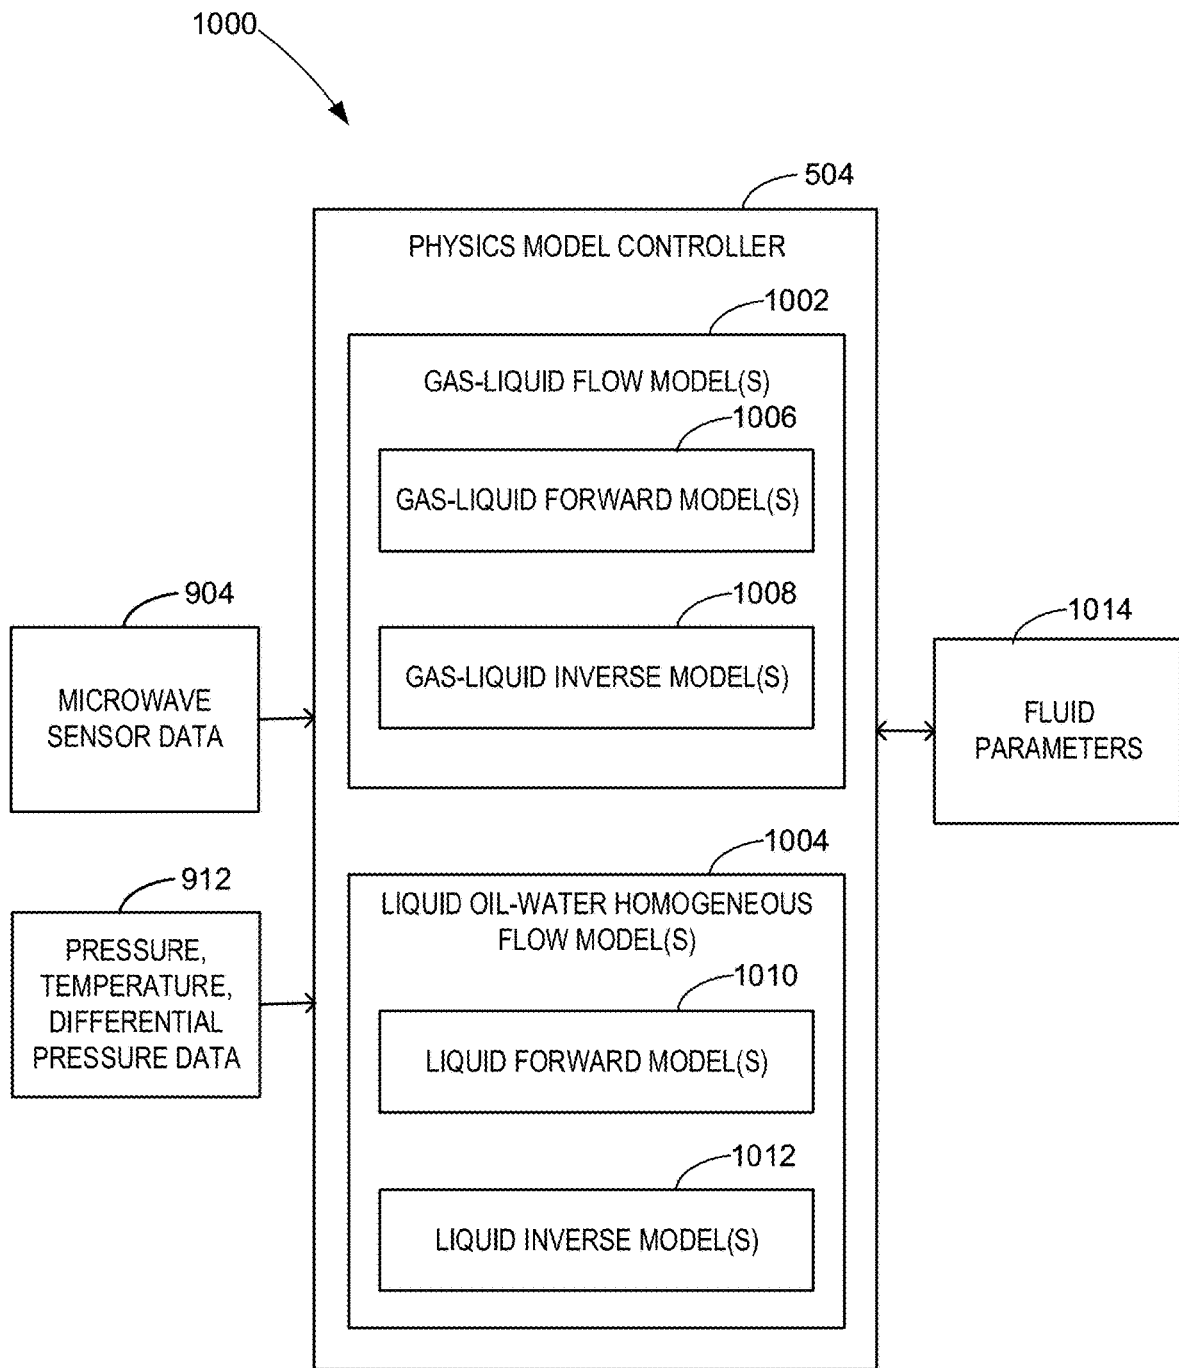 1000
504
PHYSICS MODEL CONTROLLER
1002
GAS-LIQUID FLOW MODEL(S)
1006
GAS-LIQUID FORWARD MODEL(S)
1008
GAS-LIQUID INVERSE MODEL(S)
904
MICROWAVE
SENSOR DATA
1014
FLUID
PARAMETERS
912
PRESSURE,
TEMPERATURE,
DIFFERENTIAL
PRESSURE DATA
1004
LIQUID OIL-WATER HOMOGENEOUS
FLOW MODEL(S)
1010
LIQUID FORWARD MODEL(S)
1012
LIQUID INVERSE MODEL(S)